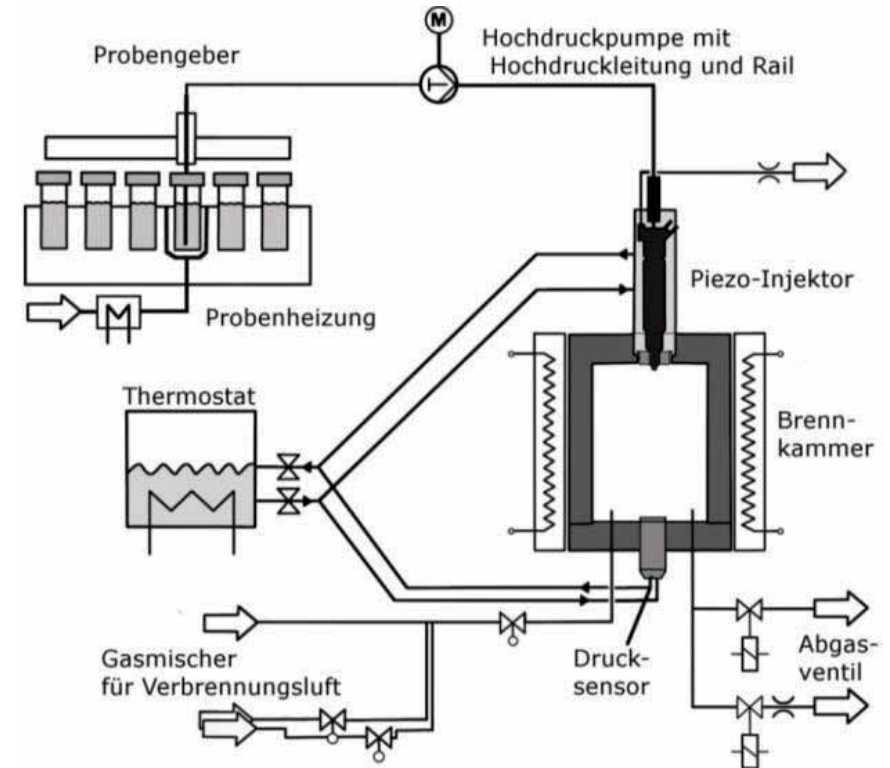 M
Hochdruckpumpe mit
Hochdruckleitung und Rail
Probengeber
Piezo-Injektor
Probenheizung
Thermostat
Brenn-
kammer
Gasmischer
für Verbrennungsluft
Druck-
sensor
Abgas-
ventil